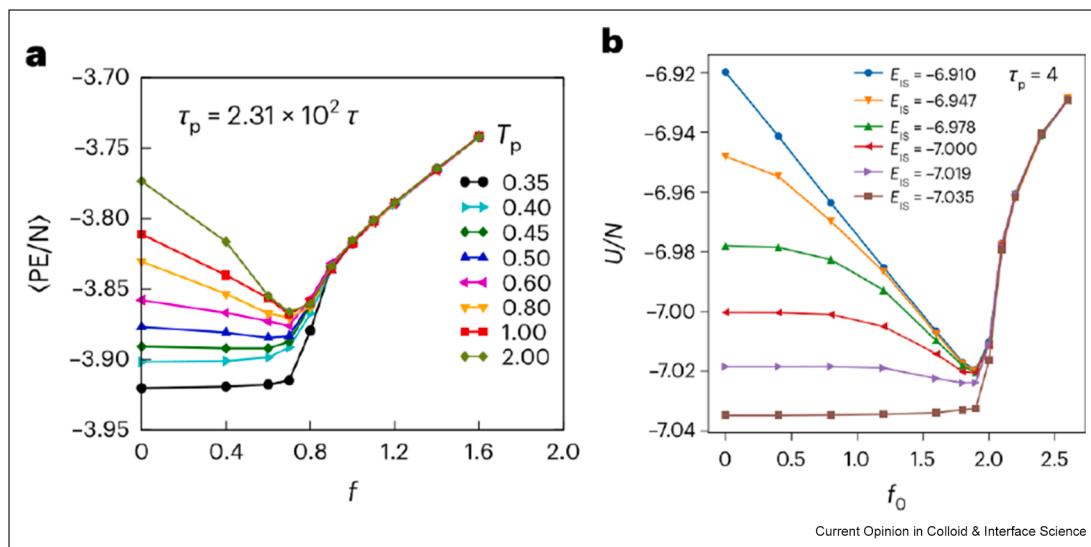 a
τp = 2.31 × 10² τ
Tp
0.35
0.40
0.45
0.50
0.60
0.80
1.00
2.00
⟨PE/N⟩
−3.70
−3.75
−3.80
−3.85
−3.90
−3.95
0
0.4
0.8
1.2
1.6
2.0
f
b
EIS = −6.910
EIS = −6.947
EIS = −6.978
EIS = −7.000
EIS = −7.019
EIS = −7.035
τp = 4
U/N
−6.92
−6.94
−6.96
−6.98
−7.00
−7.02
−7.04
0
0.5
1.0
1.5
2.0
2.5
f0
Current Opinion in Colloid & Interface Science